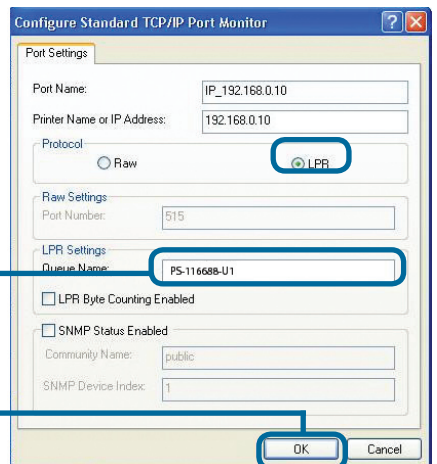 Configure Standard TCP/IP Port Monitor
Port Settings
Port Name: IP_192.168.0.10
Printer Name or IP Address: 192.168.0.10
Protocol
Raw LPR
Raw Settings
Port Number: 515
LPR Settings
Queue Name: PS-116688-U1
LPR Byte Counting Enabled
SNMP Status Enabled
Community Name: public
SNMP Device Index: 1
OK Cancel